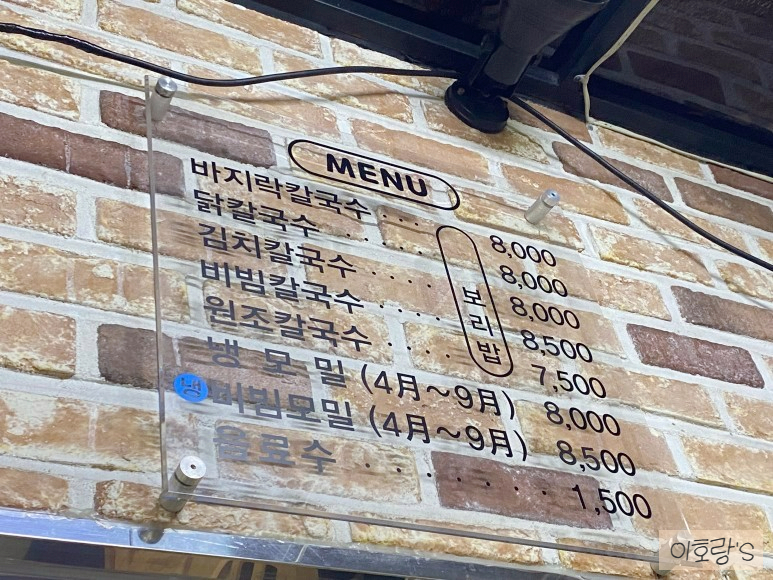 MENU
바지락칼국수 . . . 8,000
닭칼국수 . . . . . 8,000
김치칼국수 . . . . 8,000
비빔칼국수 . . . . 8,500
원조칼국수 . . . . 7,500
보리밥
냉 모 밀 (4月~9月) 8,000
냉 비빔모밀 (4月~9月) 8,500
음료수 . . . . . . . 1,500
이호랑'S